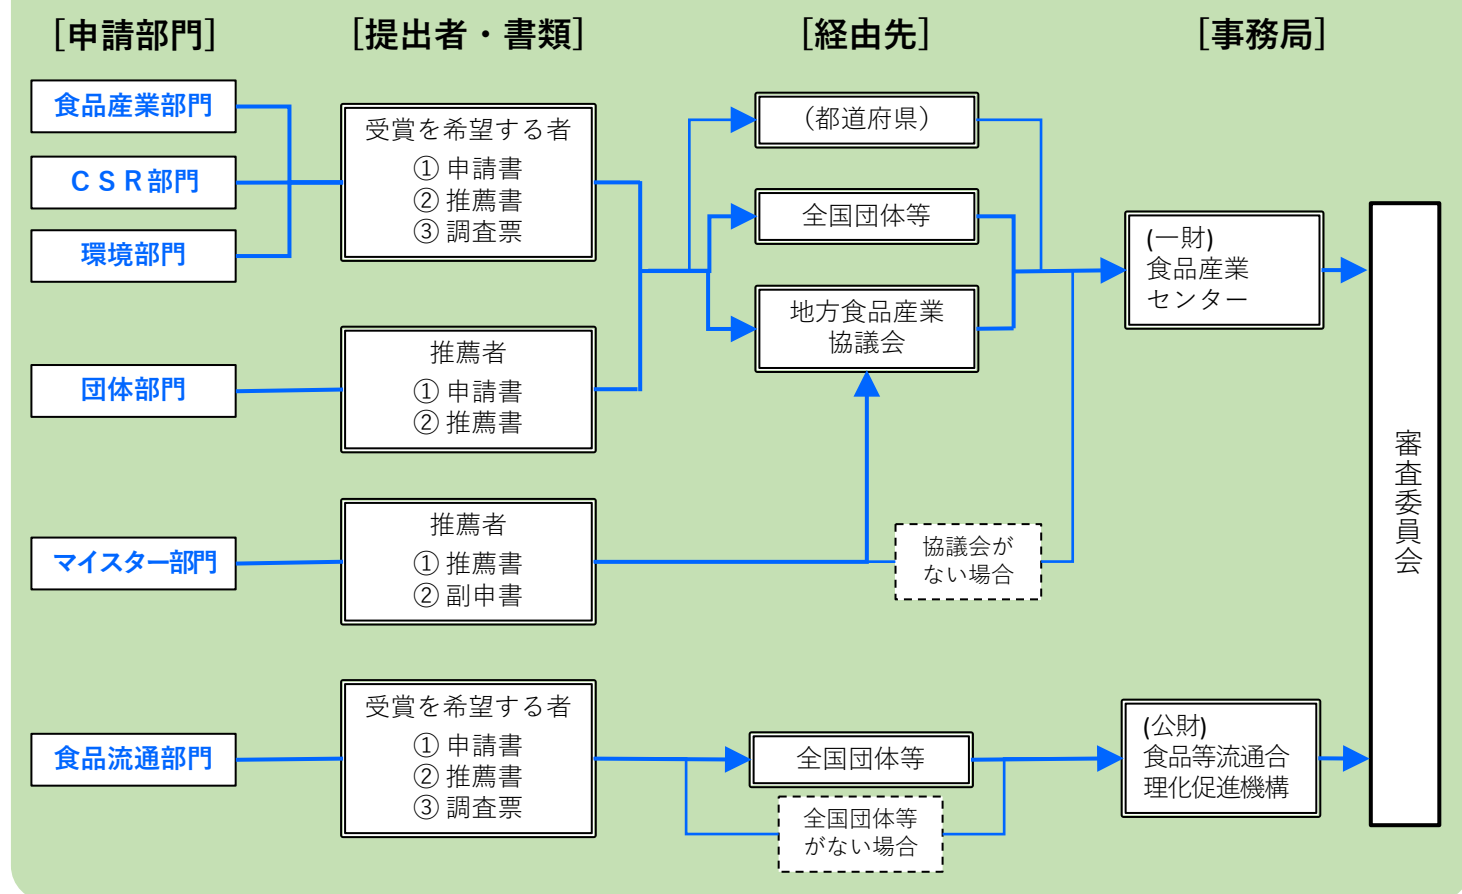 [申請部門]
[提出者・書類]
[経由先]
[事務局]
食品産業部門
ＣＳＲ部門
環境部門
受賞を希望する者
① 申請書
② 推薦書
③ 調査票
団体部門
推薦者
① 申請書
② 推薦書
マイスター部門
推薦者
① 推薦書
② 副申書
食品流通部門
受賞を希望する者
① 申請書
② 推薦書
③ 調査票
（都道府県）
全国団体等
地方食品産業
協議会
協議会が
ない場合
全国団体等
全国団体等
がない場合
(一財)
食品産業
センター
(公財)
食品等流通合
理化促進機構
審査委員会